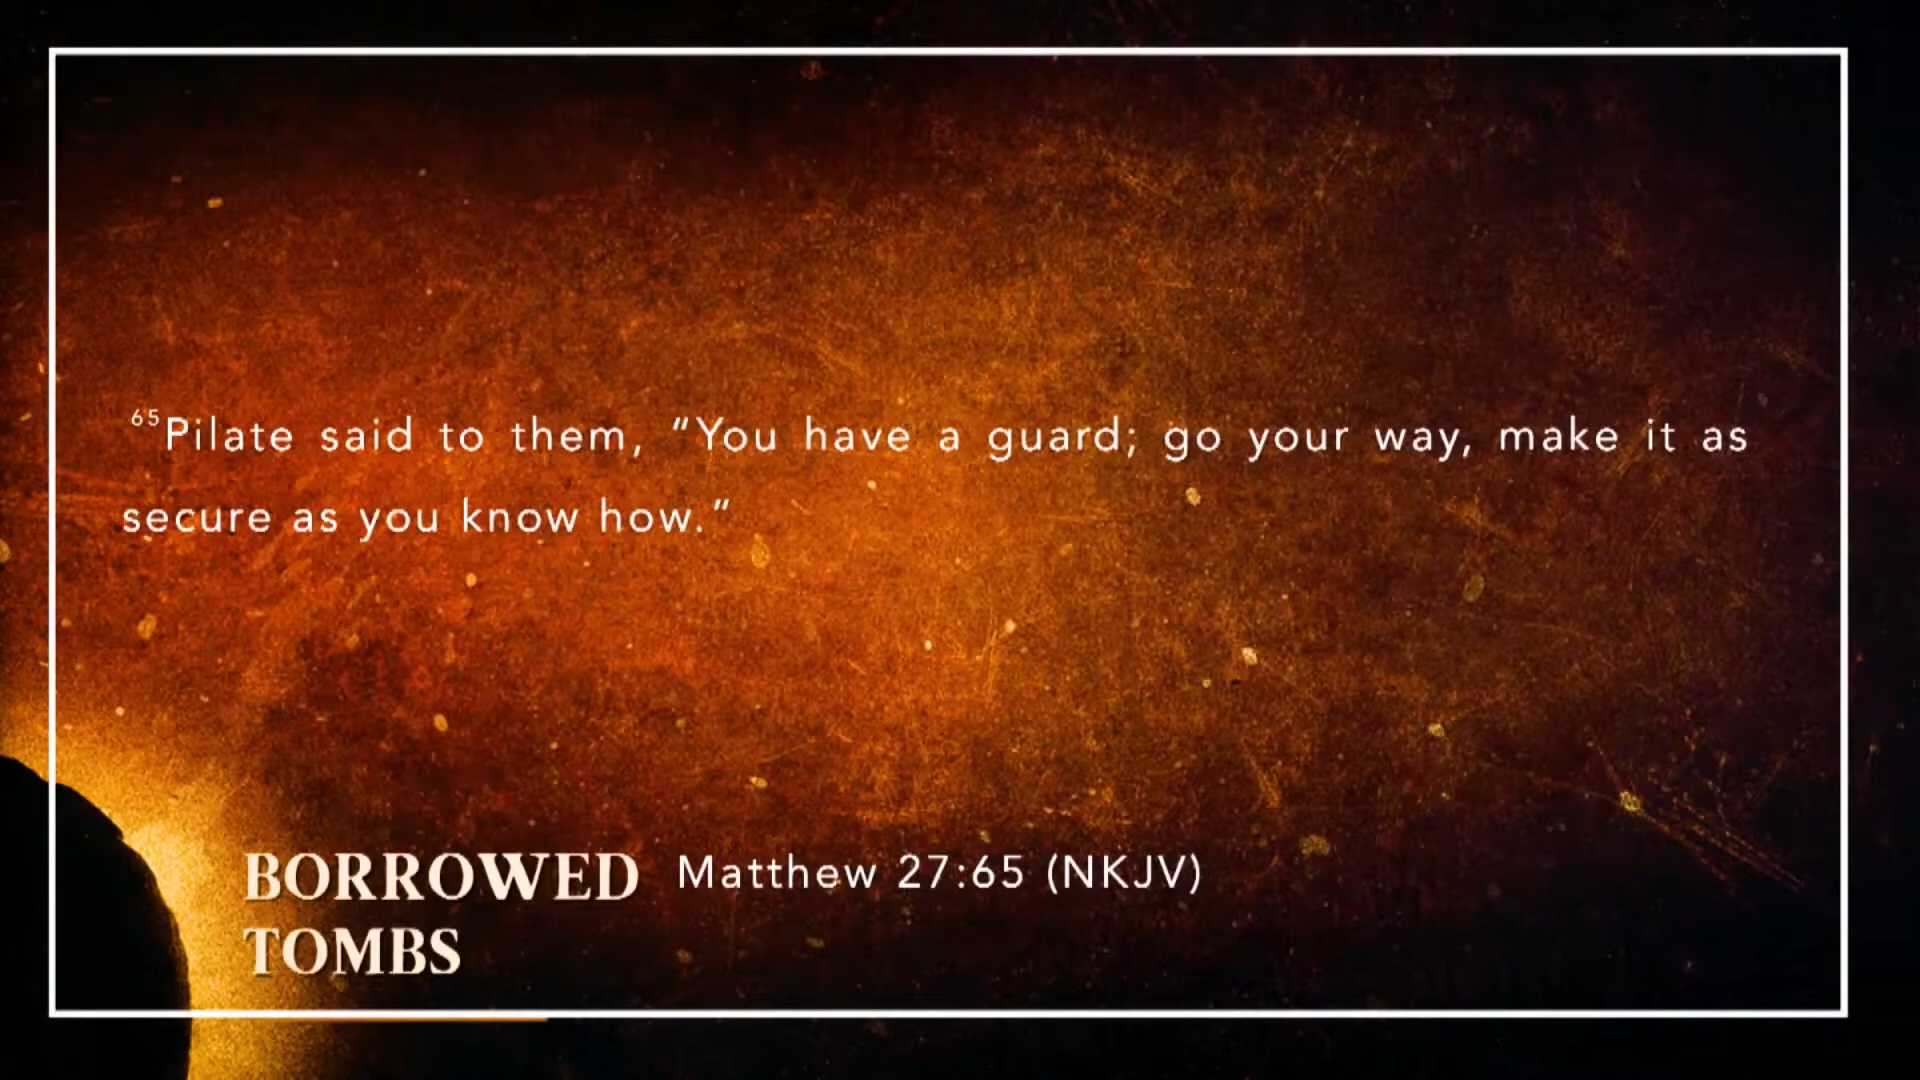 ⁶⁵Pilate said to them, “You have a guard; go your way, make it as
secure as you know how.”
BORROWED
TOMBS
Matthew 27:65 (NKJV)